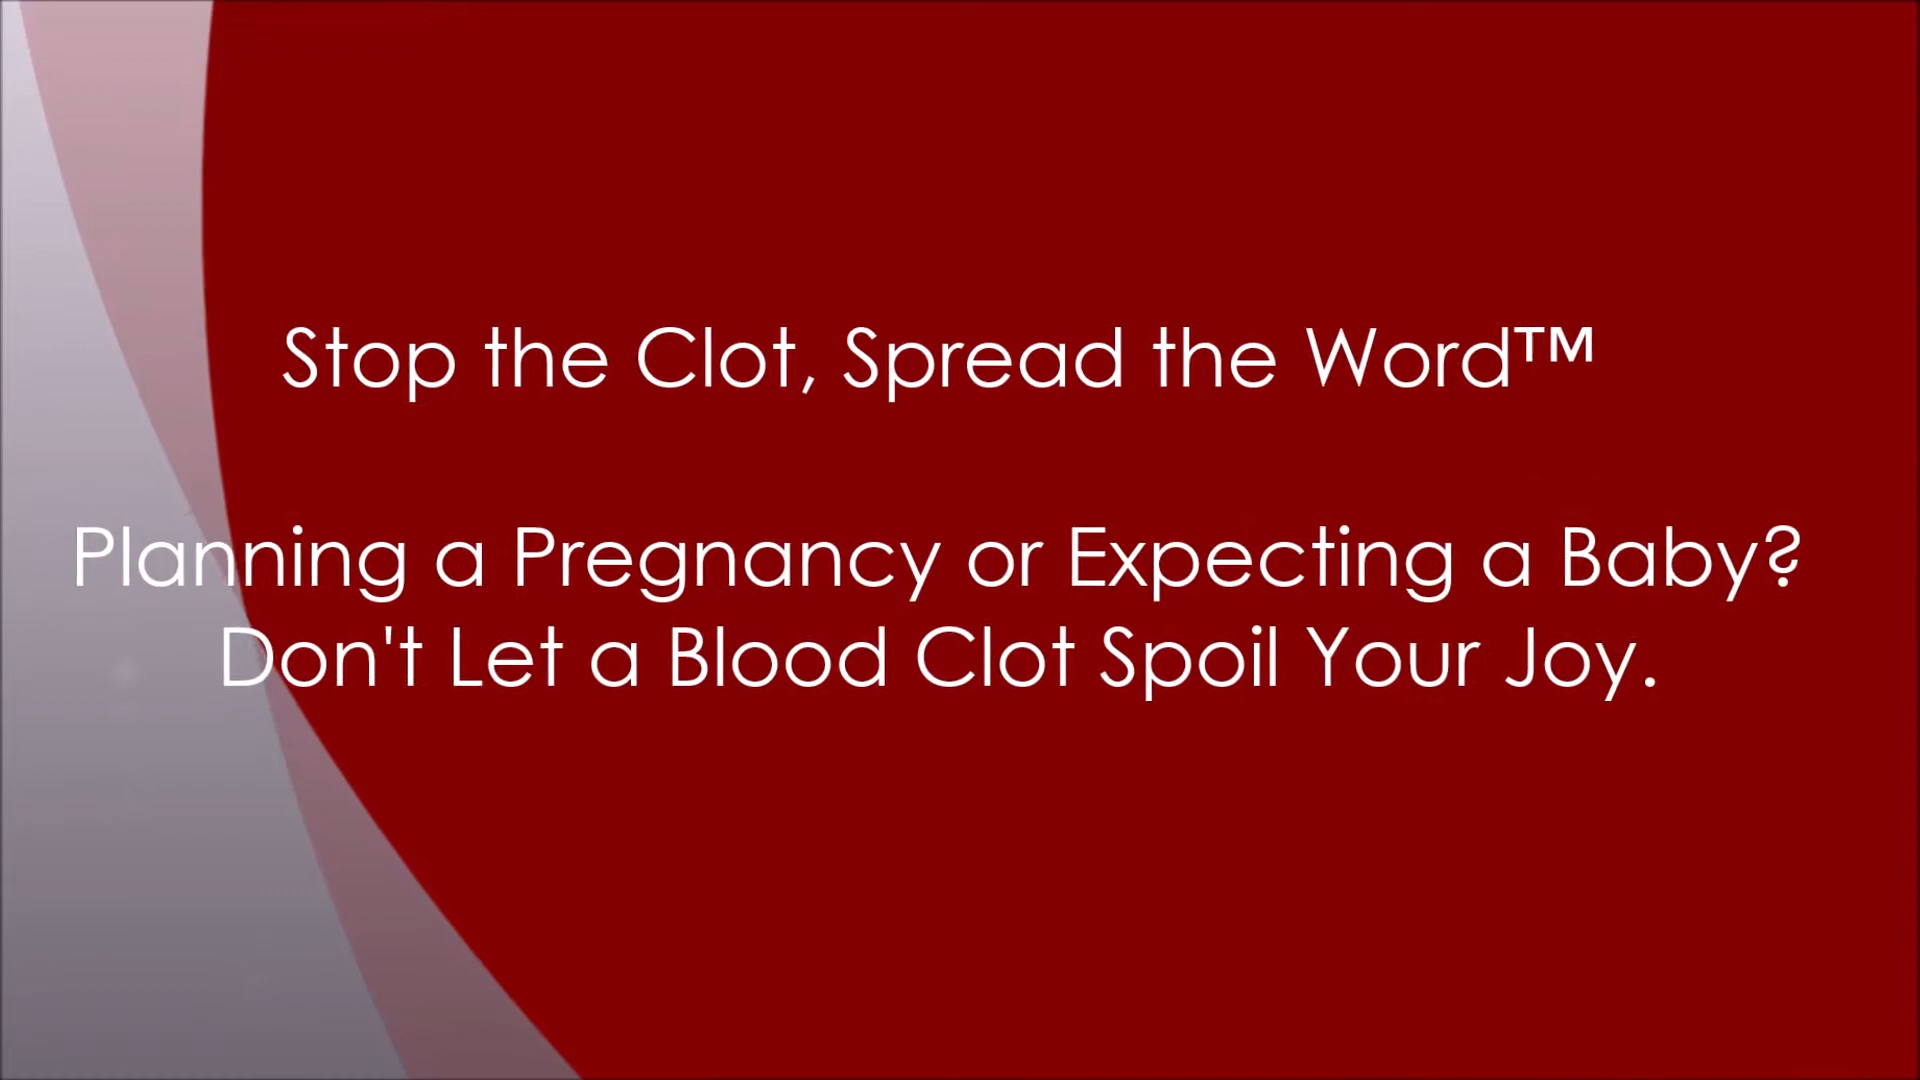 Stop the Clot, Spread the Word™
Planning a Pregnancy or Expecting a Baby?
Don't Let a Blood Clot Spoil Your Joy.